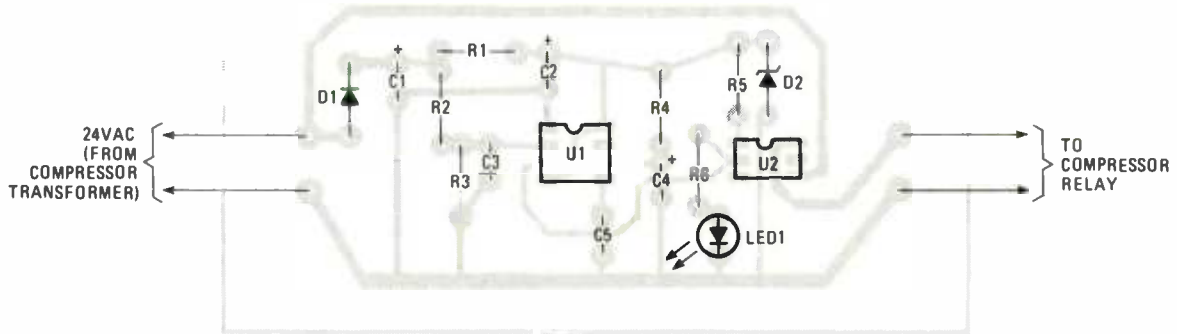 +
+
R1
C1
C2
D1
R2
R4
R5
D2
24VAC
(FROM
COMPRESSOR
TRANSFORMER)
TO
COMPRESSOR
RELAY
U1
C3
R3
+
C4
R6
U2
C5
LED1